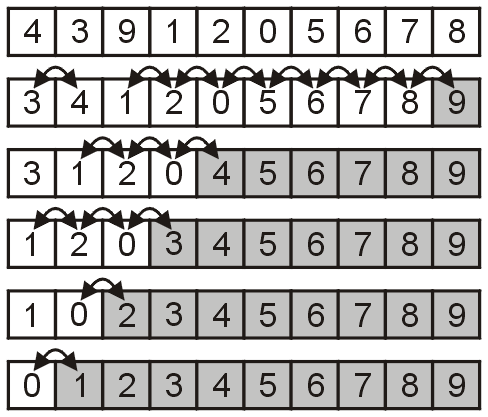 4 3 9 1 2 0 5 6 7 8
3 4 1 2 0 5 6 7 8 9
3 1 2 0 4 5 6 7 8 9
1 2 0 3 4 5 6 7 8 9
1 0 2 3 4 5 6 7 8 9
0 1 2 3 4 5 6 7 8 9